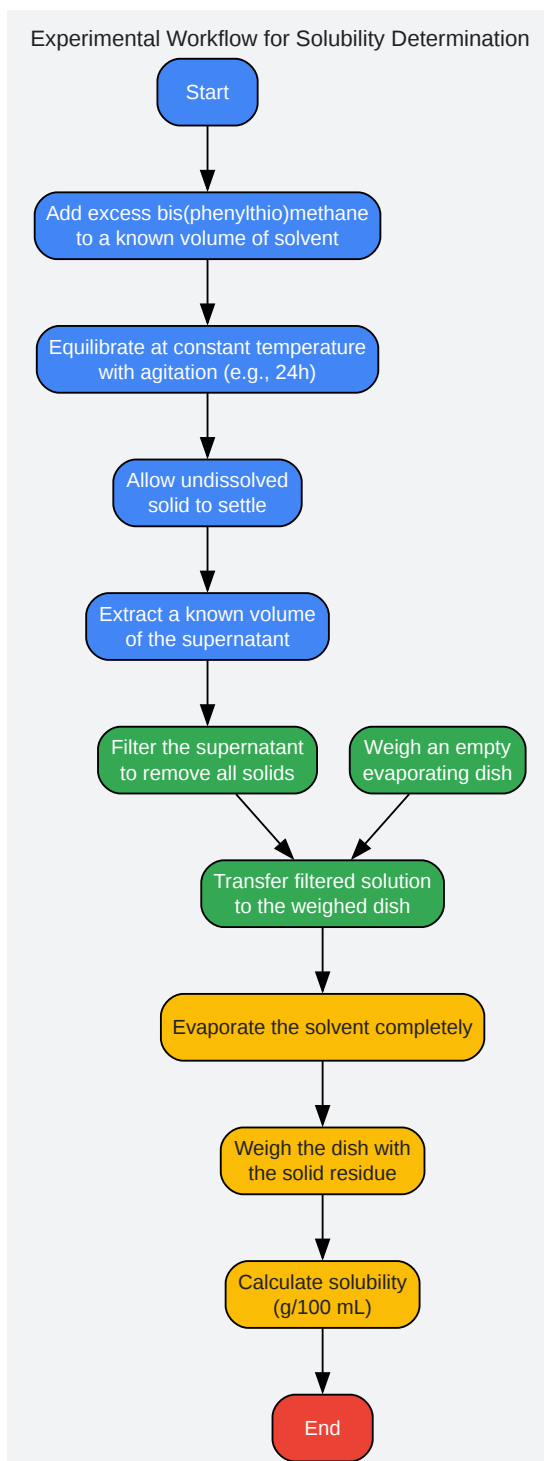 Experimental Workflow for Solubility Determination
Start
Add excess bis(phenylthio)methane
to a known volume of solvent
Equilibrate at constant temperature
with agitation (e.g., 24h)
Allow undissolved
solid to settle
Extract a known volume
of the supernatant
Filter the supernatant
to remove all solids
Weigh an empty
evaporating dish
Transfer filtered solution
to the weighed dish
Evaporate the solvent completely
Weigh the dish with
the solid residue
Calculate solubility
(g/100 mL)
End